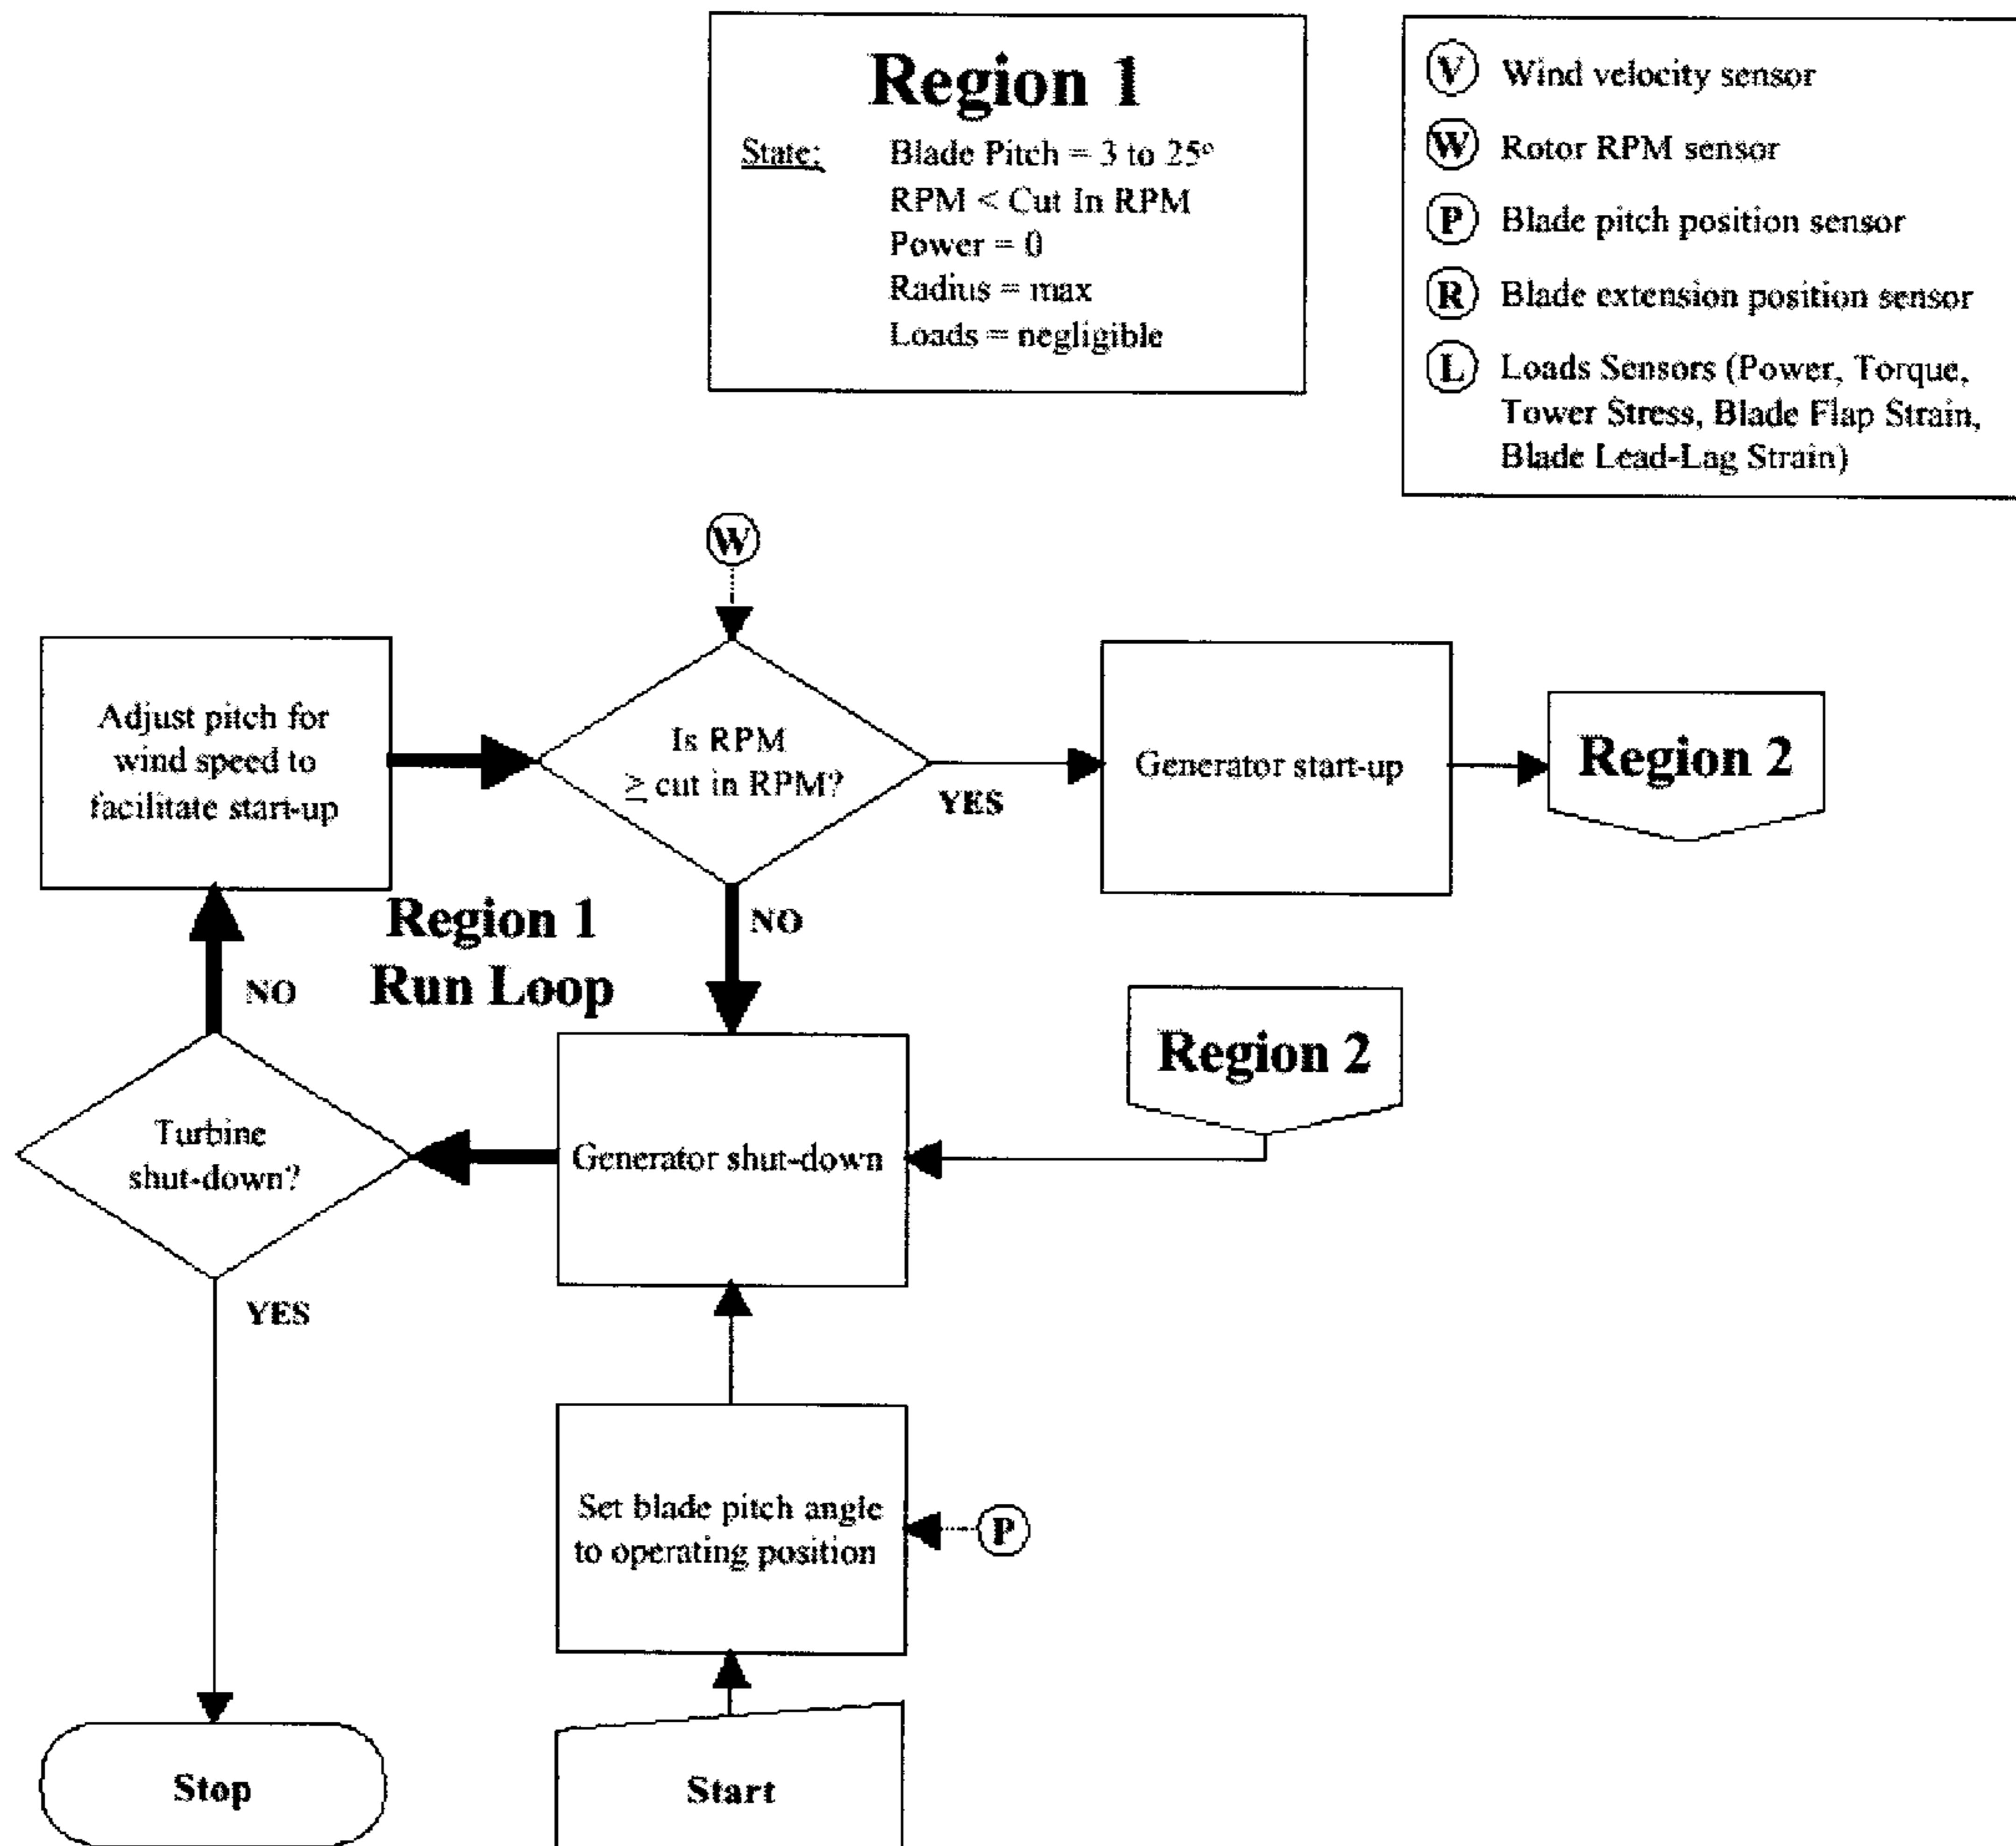 Region 1
State:
Blade Pitch = 3 to 25°
RPM < Cut In RPM
Power = 0
Radius = max
Loads = negligible
V Wind velocity sensor
W Rotor RPM sensor
P Blade pitch position sensor
R Blade extension position sensor
L Loads Sensors (Power, Torque,
Tower Stress, Blade Flap Strain,
Blade Lead-Lag Strain)
W
Adjust pitch for
wind speed to
facilitate start-up
Is RPM
≥ cut in RPM?
YES
Generator start-up
Region 2
NO
Region 1
Run Loop
NO
Region 2
Turbine
shut-down?
Generator shut-down
YES
Set blade pitch angle
to operating position
P
Stop
Start